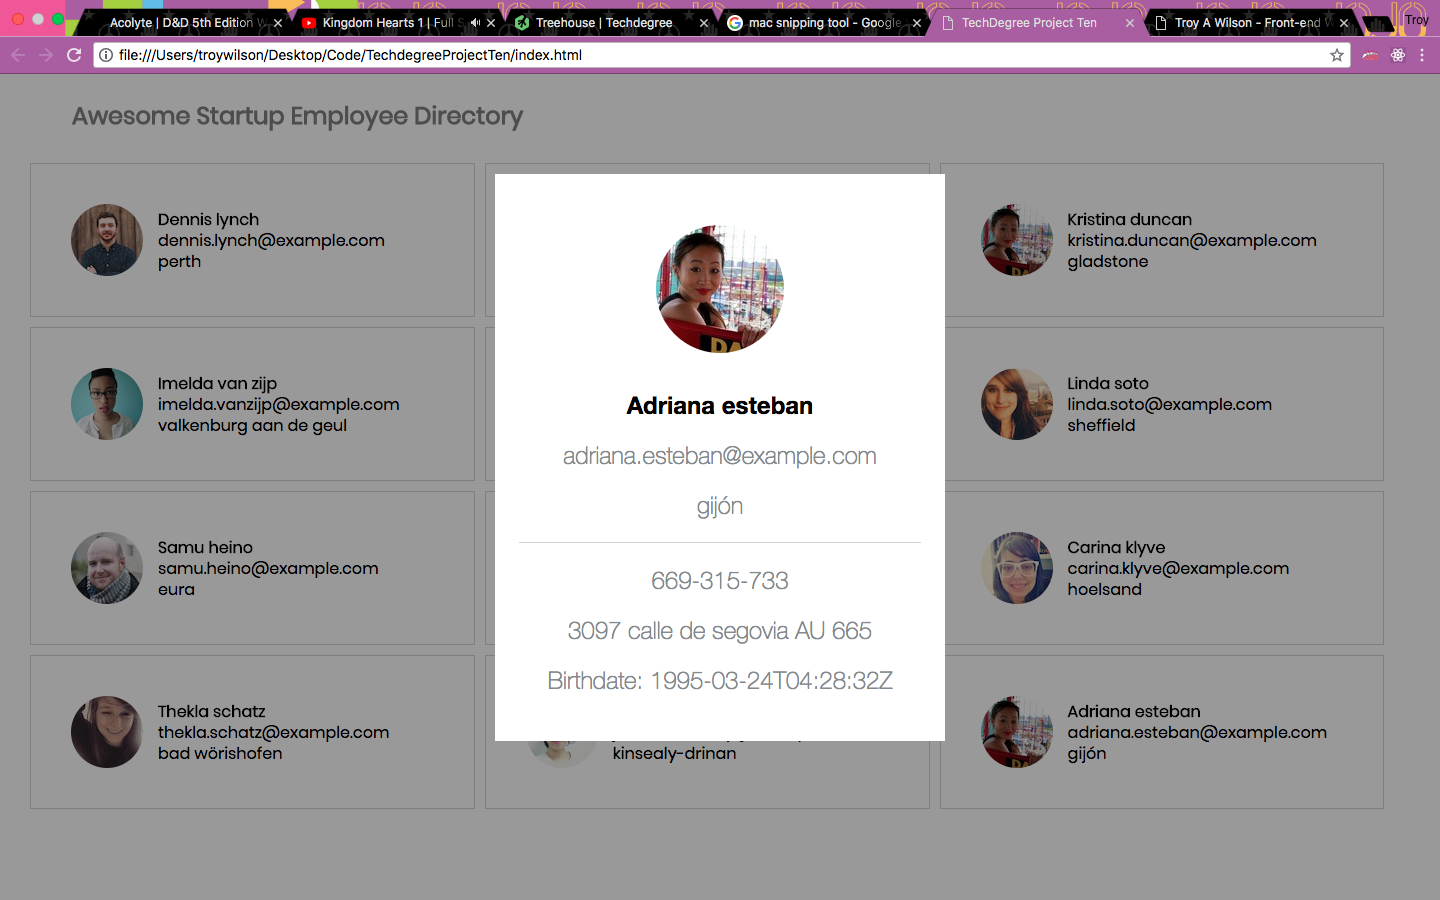 Acolyte | D&D 5th Edition
Kingdom Hearts 1 | Full
Treehouse | Techdegree
mac snipping tool - Google
TechDegree Project Ten
Troy A Wilson - Front-end
Troy
file:///Users/troywilson/Desktop/Code/TechdegreeProjectTen/index.html
Awesome Startup Employee Directory
Dennis lynch
dennis.lynch@example.com
perth
Kristina duncan
kristina.duncan@example.com
gladstone
Imelda van zijp
imelda.vanzijp@example.com
valkenburg aan de geul
Linda soto
linda.soto@example.com
sheffield
Samu heino
samu.heino@example.com
eura
Carina klyve
carina.klyve@example.com
hoelsand
Thekla schatz
thekla.schatz@example.com
bad wörishofen
kinsealy-drinan
Adriana esteban
adriana.esteban@example.com
gijón
Adriana esteban
adriana.esteban@example.com
gijón
669-315-733
3097 calle de segovia AU 665
Birthdate: 1995-03-24T04:28:32Z